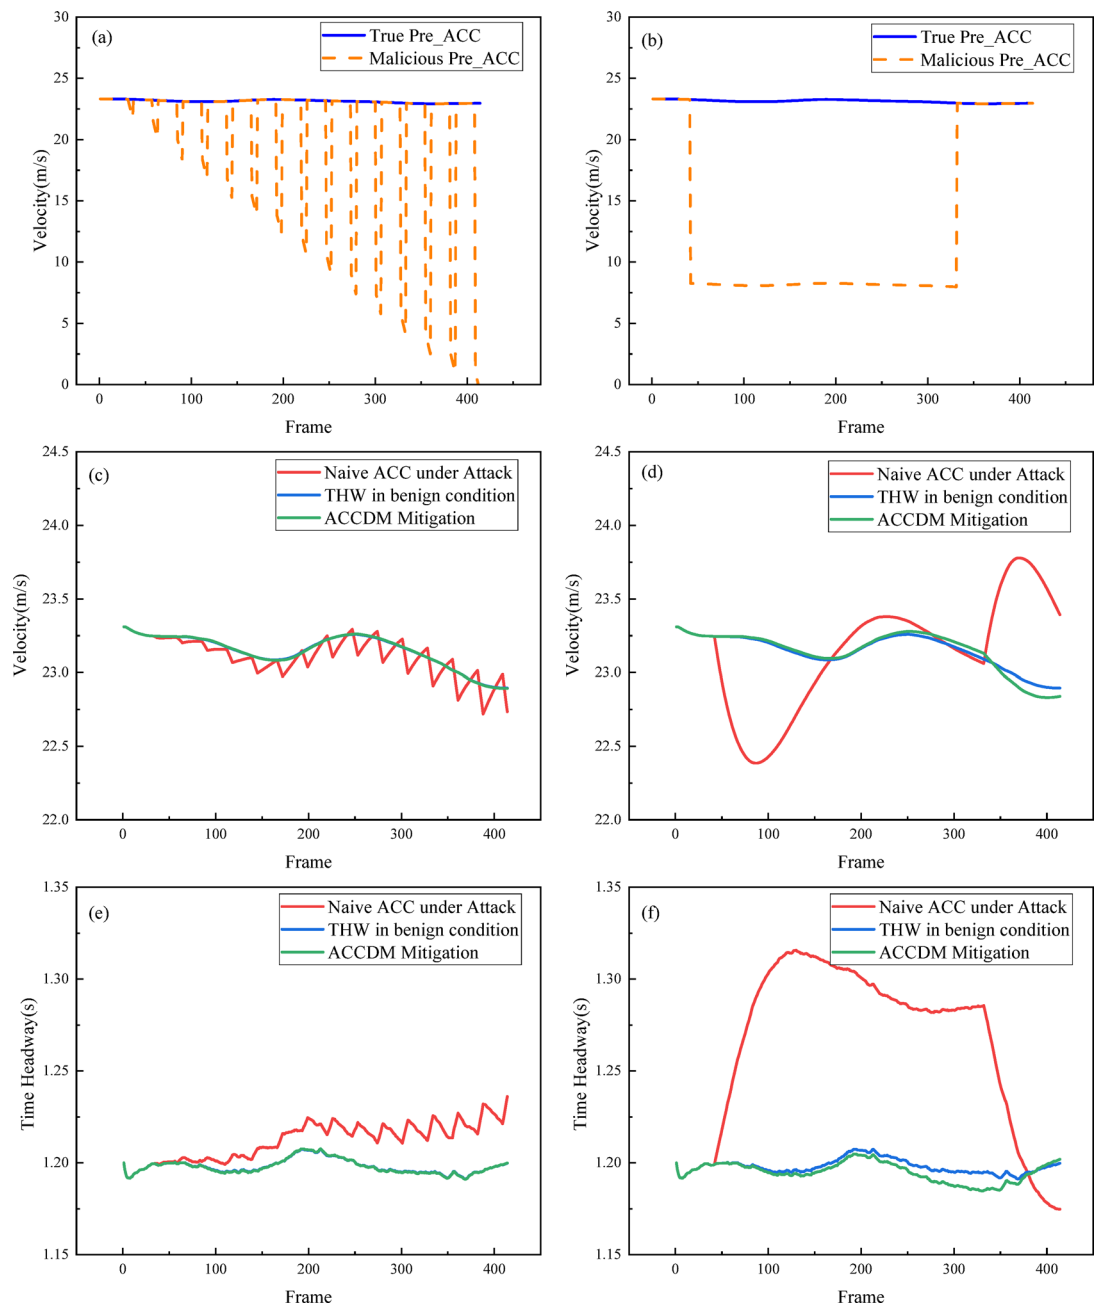 (a)
True Pre_ACC
Malicious Pre_ACC
30
25
20
15
10
5
0
Velocity(m/s)
0 100 200 300 400
Frame
(b)
True Pre_ACC
Malicious Pre_ACC
30
25
20
15
10
5
0
Velocity(m/s)
0 100 200 300 400
Frame
(c)
Naive ACC under Attack
THW in benign condition
ACCDM Mitigation
24.5
24.0
23.5
23.0
22.5
22.0
Velocity(m/s)
0 100 200 300 400
Frame
(d)
Naive ACC under Attack
THW in benign condition
ACCDM Mitigation
24.5
24.0
23.5
23.0
22.5
22.0
Velocity(m/s)
0 100 200 300 400
Frame
(e)
Naive ACC under Attack
THW in benign condition
ACCDM Mitigation
1.35
1.30
1.25
1.20
1.15
Time Headway(s)
0 100 200 300 400
Frame
(f)
Naive ACC under Attack
THW in benign condition
ACCDM Mitigation
1.35
1.30
1.25
1.20
1.15
Time Headway(s)
0 100 200 300 400
Frame